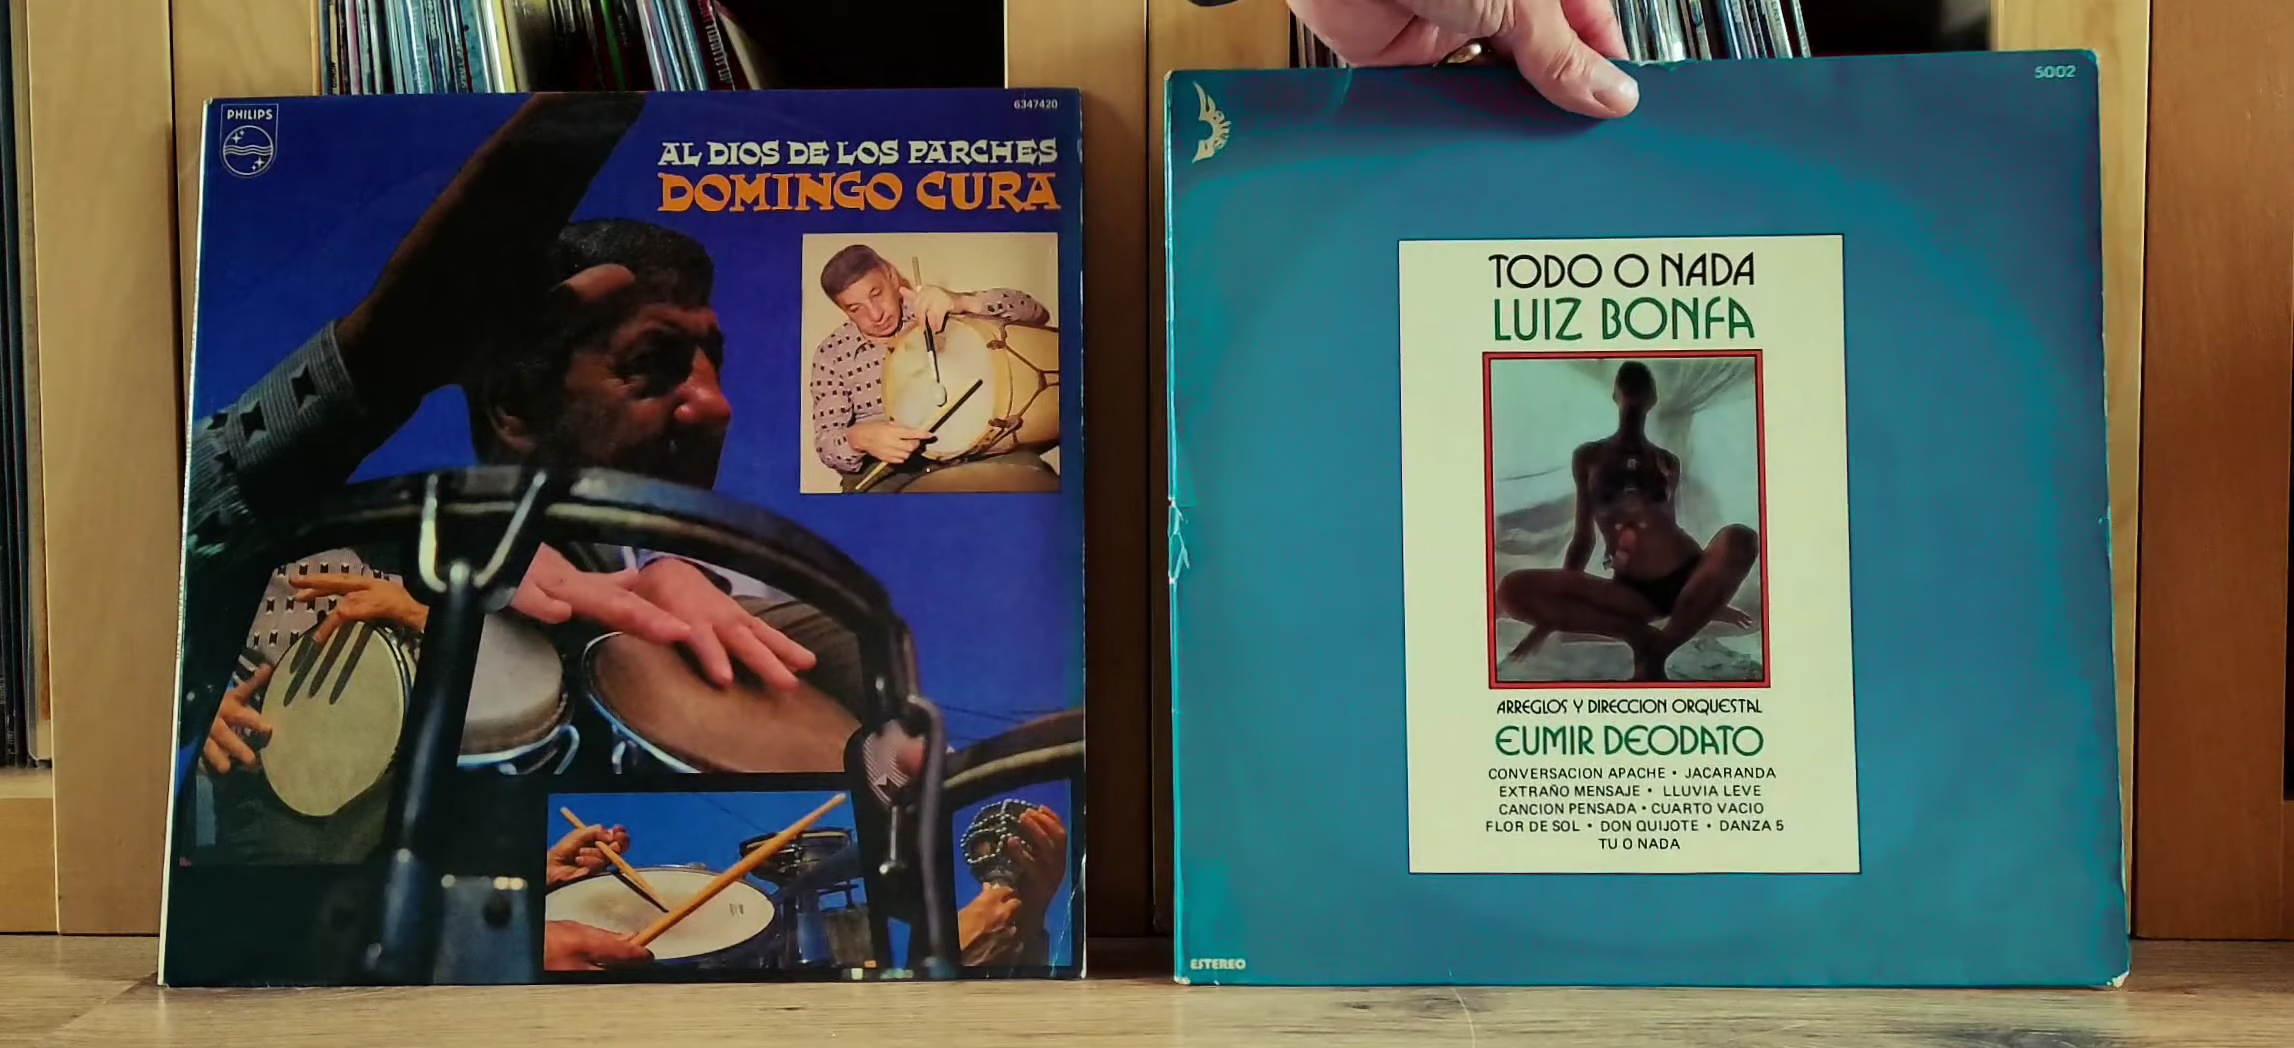 PHILIPS
6347420
AL DIOS DE LOS PARCHES
DOMINGO CURA
5002
TODO O NADA
LUIZ BONFA
ARREGLOS Y DIRECCION ORQUESTAL
EUMIR DEODATO
CONVERSACION APACHE • JACARANDA
EXTRAÑO MENSAJE • LLUVIA LEVE
CANCION PENSADA • CUARTO VACIO
FLOR DE SOL • DON QUIJOTE • DANZA 5
TU O NADA
ESTEREO